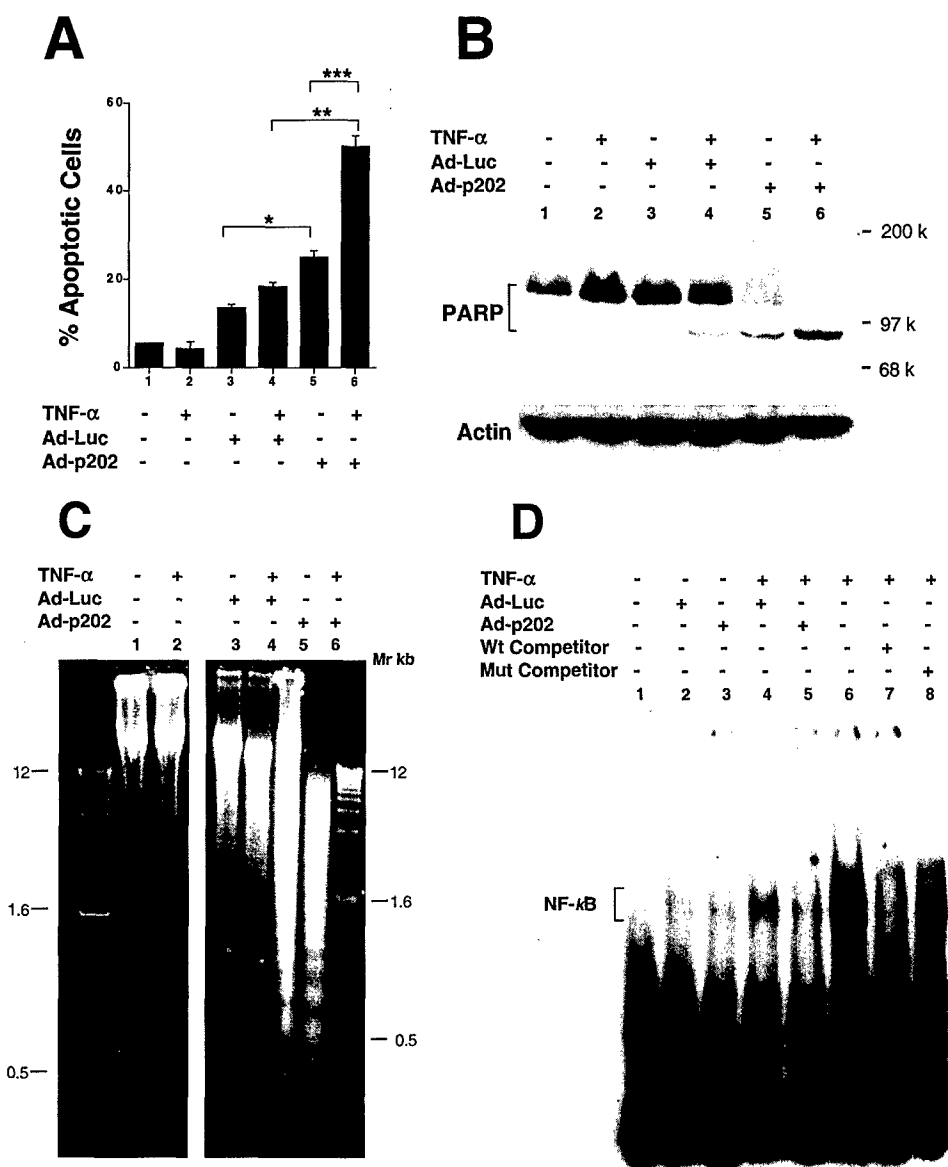 A
***
**
*
60
40
20
0
% Apoptotic Cells
1 2 3 4 5 6
TNF-α - + - + - +
Ad-Luc - - + + - -
Ad-p202 - - - - + +
B
TNF-α - + - + - +
Ad-Luc - - + + - -
Ad-p202 - - - - + +
1 2 3 4 5 6
- 200 k
PARP
- 97 k
- 68 k
Actin
C
TNF-α - + - + - +
Ad-Luc - - + + - -
Ad-p202 - - - - + +
1 2 3 4 5 6
Mr kb
12 12
1.6 1.6
0.5 0.5
D
TNF-α - - - + + + + +
Ad-Luc - + - + - - - -
Ad-p202 - - + - + - - -
Wt Competitor - - - - - - + -
Mut Competitor - - - - - - - +
1 2 3 4 5 6 7 8
NF-kB